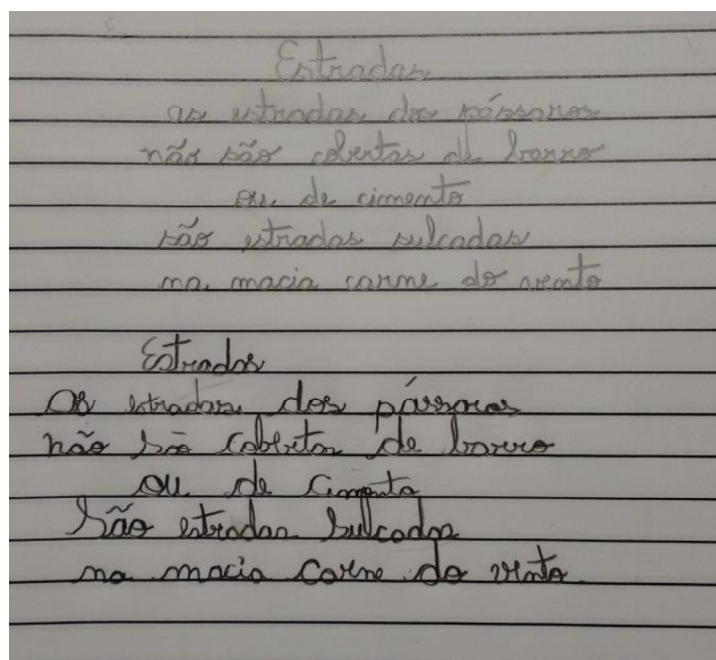 Estradas
as estradas dos pássaros
não são cobertas de barro
ou de cimento
são estradas sulcadas
na macia carne do vento
Estradas
As estradas dos pássaros
não são cobertas de barro
ou de cimento
São estradas sulcadas
na macia carne do vento